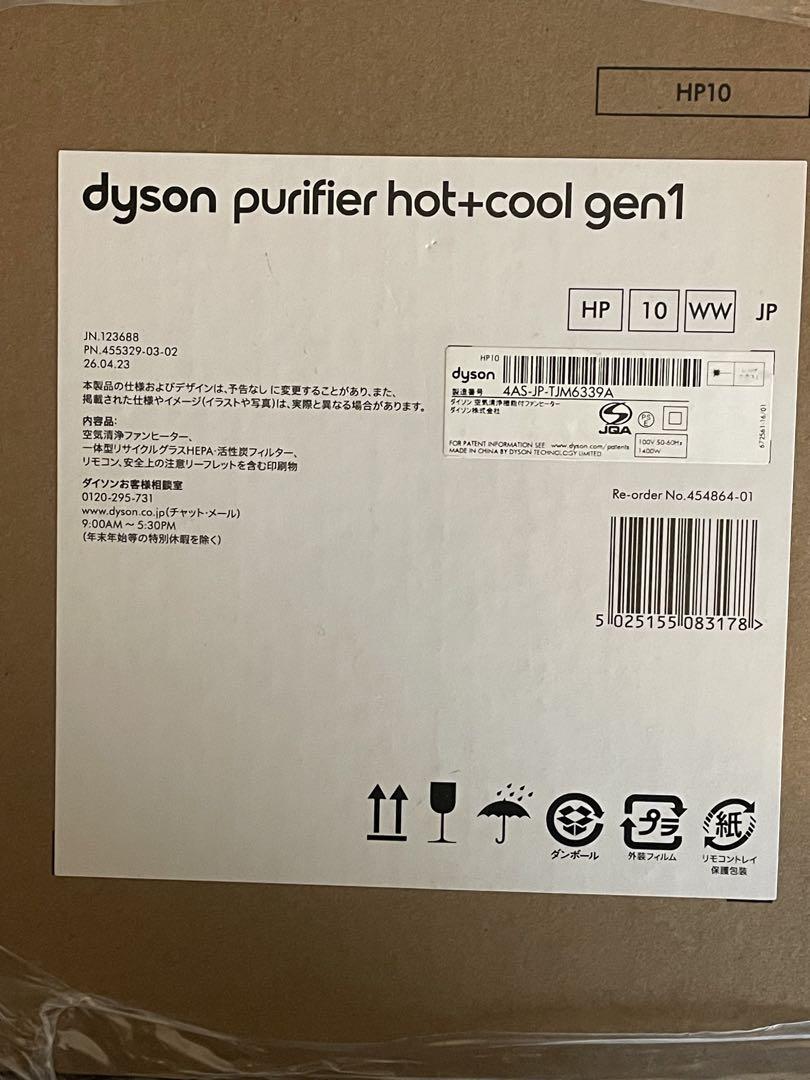 HP10
dyson purifier hot+cool gen1
HP 10 WW JP
JN.123688
PN.455329-03-02
26.04.23
本製品の仕様およびデザインは、予告なしに変更することがあり、また、
掲載された仕様やイメージ(イラストや写真)は、実際と異なる場合があります。
内容品:
空気清浄ファンヒーター、
一体型リサイクルグラスHEPA・活性炭フィルター、
リモコン、安全上の注意リーフレットを含む印刷物
ダイソンお客様相談室
0120-295-731
www.dyson.co.jp(チャット・メール)
9:00AM ～ 5:30PM
(年末年始等の特別休暇を除く)
HP10
dyson
製造番号 4AS-JP-TJM6339A
ダイソン 空気清浄機能付ファンヒーター
ダイソン株式会社
JQA
PS
E
FOR PATENT INFORMATION SEE www.dyson.com/patents
MADE IN CHINA BY DYSON TECHNOLOGY LIMITED
100V 50-60Hz
1400W
672561-16/01
Re-order No.454864-01
5 025155 083178 >
ダンボール
プラ
外装フィルム
紙
リモコントレイ
保護包装